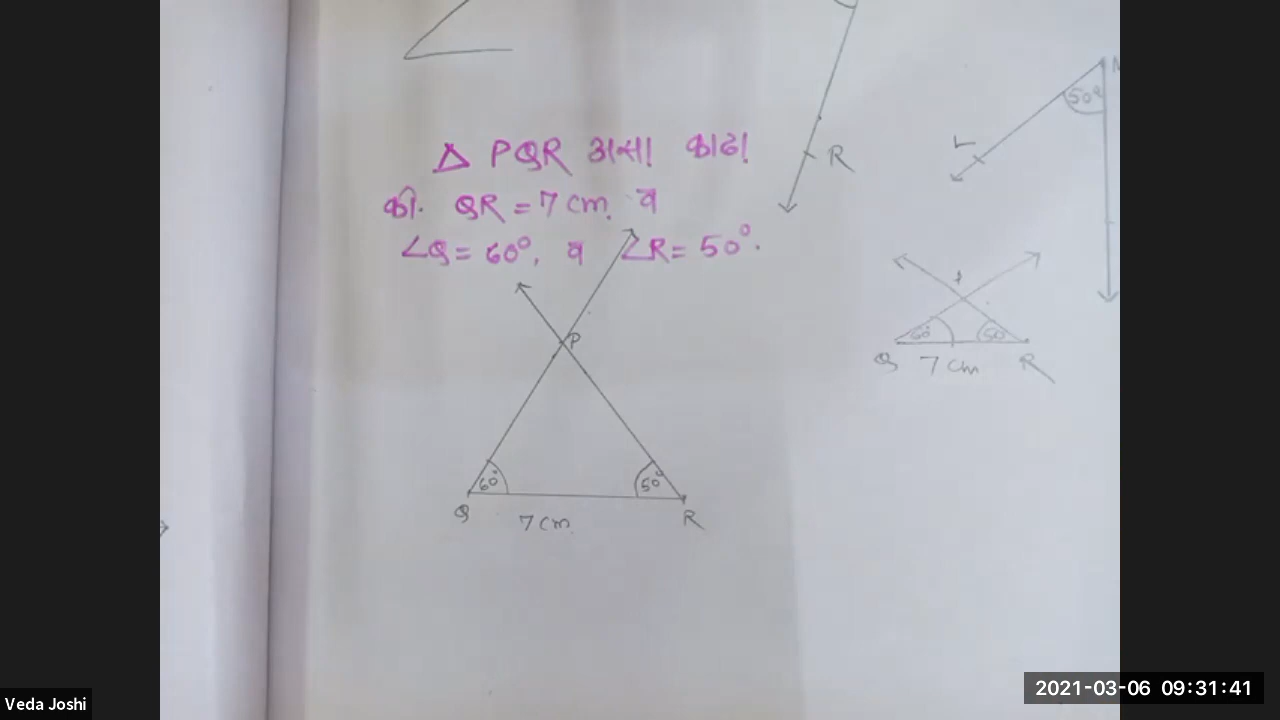 △ PQR असा काढा
की. QR = 7 cm. व
∠Q = 60°, व ∠R = 50°.
R
50°
L
M
P
60° 50°
Q 7 cm R
P
60° 50°
Q 7 cm R
Veda Joshi
2021-03-06 09:31:41